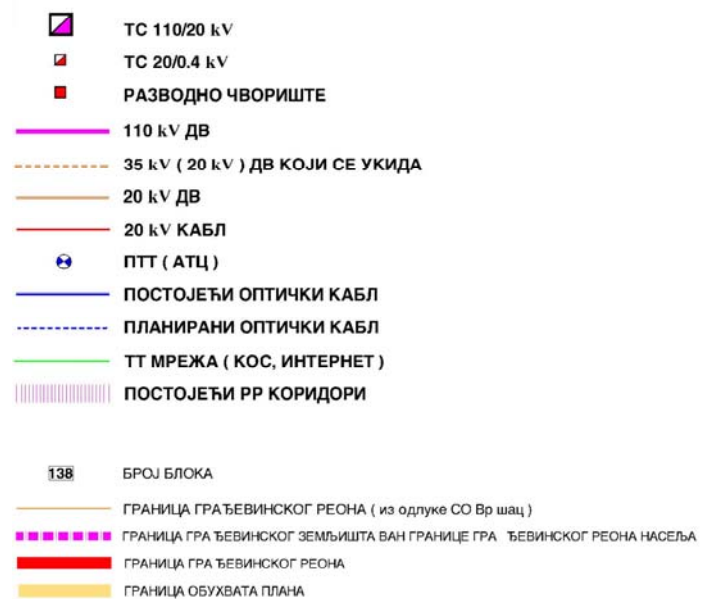 ТС 110/20 kV
ТС 20/0.4 kV
РАЗВОДНО ЧВОРИШТЕ
110 kV ДВ
35 kV ( 20 kV ) ДВ КОЈИ СЕ УКИДА
20 kV ДВ
20 kV КАБЛ
ПТТ ( АТЦ )
ПОСТОЈЕЋИ ОПТИЧКИ КАБЛ
ПЛАНИРАНИ ОПТИЧКИ КАБЛ
ТТ МРЕЖА ( КОС, ИНТЕРНЕТ )
ПОСТОЈЕЋИ РР КОРИДОРИ
138 БРОЈ БЛОКА
ГРАНИЦА ГРАЂЕВИНСКОГ РЕОНА ( из одлуке СО Вр шац )
ГРАНИЦА ГРА ЂЕВИНСКОГ ЗЕМЉИШТА ВАН ГРАНИЦЕ ГРА ЂЕВИНСКОГ РЕОНА НАСЕЉА
ГРАНИЦА ГРА ЂЕВИНСКОГ РЕОНА
ГРАНИЦА ОБУХВАТА ПЛАНА